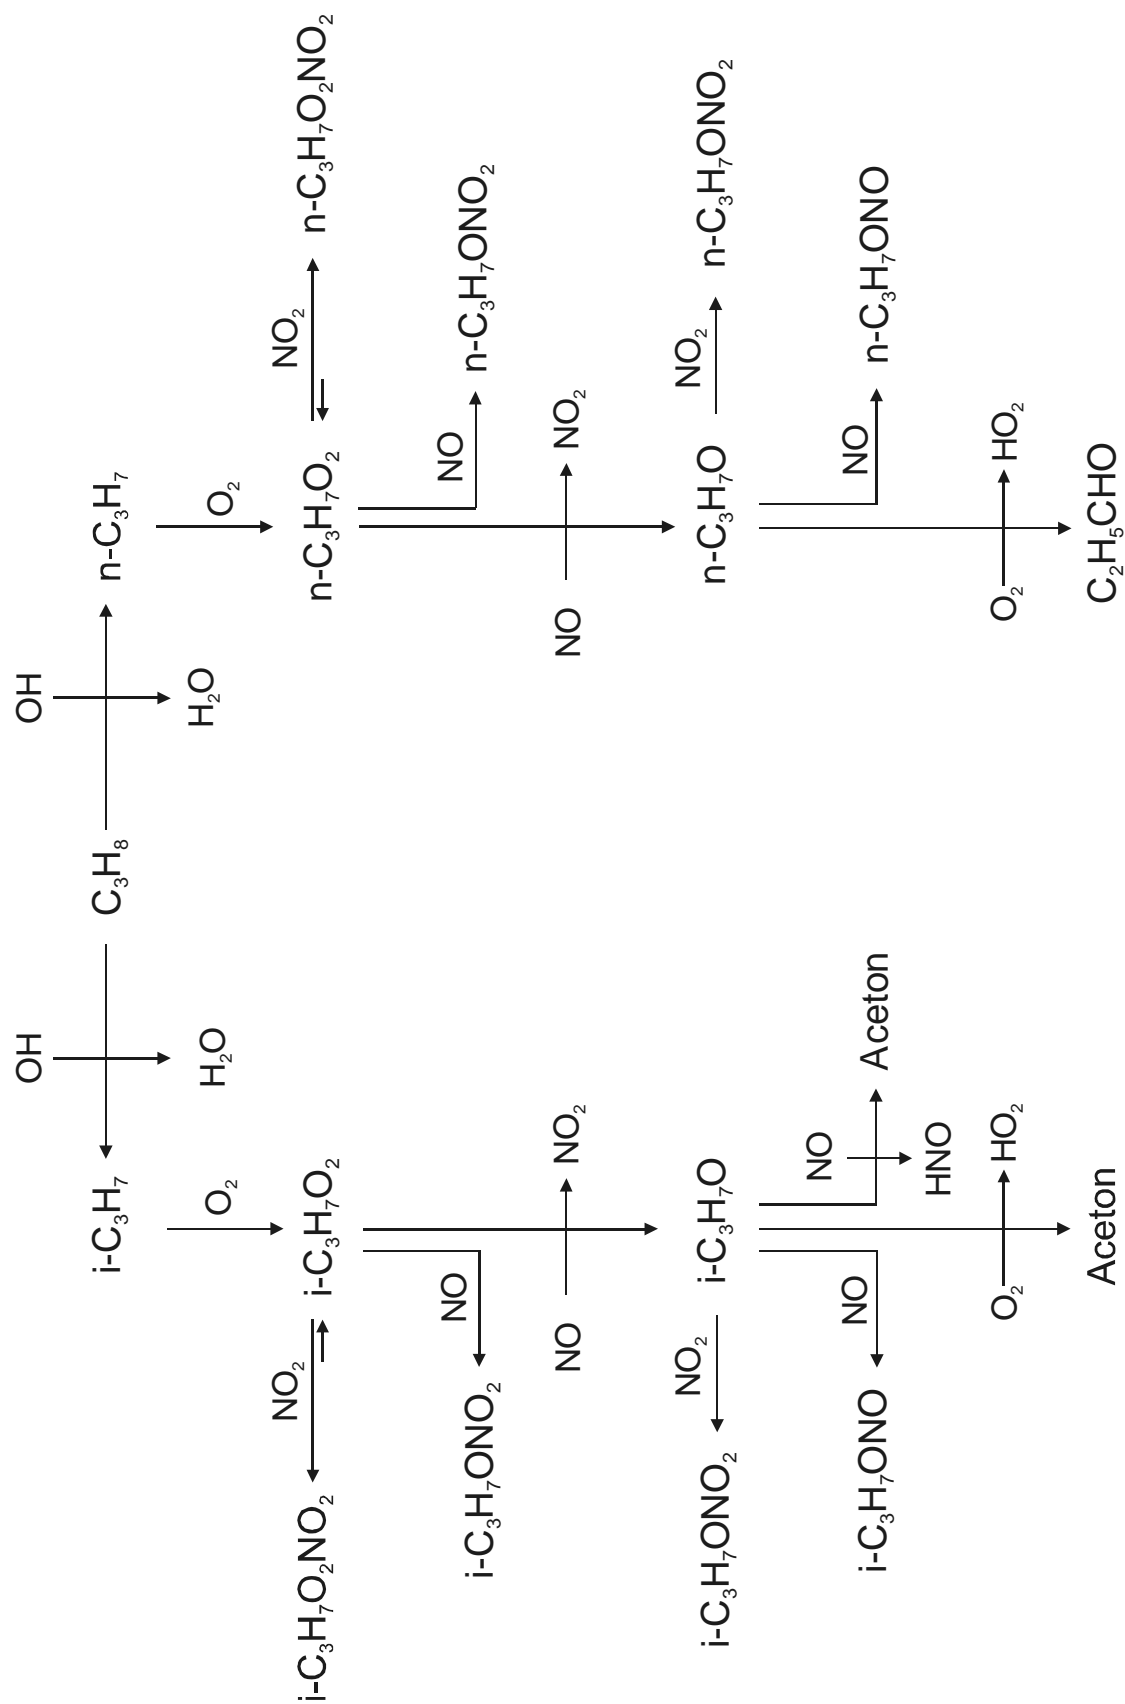 OH OH
i-C₃H₇ C₃H₈ n-C₃H₇
O₂ H₂O H₂O O₂
NO₂ NO₂
i-C₃H₇O₂NO₂ i-C₃H₇O₂ n-C₃H₇O₂ n-C₃H₇O₂NO₂
NO NO
i-C₃H₇ONO₂ n-C₃H₇ONO₂
NO NO₂ NO NO₂
NO₂ NO₂
i-C₃H₇ONO₂ i-C₃H₇O n-C₃H₇O n-C₃H₇ONO₂
NO NO NO
i-C₃H₇ONO Aceton n-C₃H₇ONO
HNO
O₂ HO₂ O₂ HO₂
Aceton C₂H₅CHO